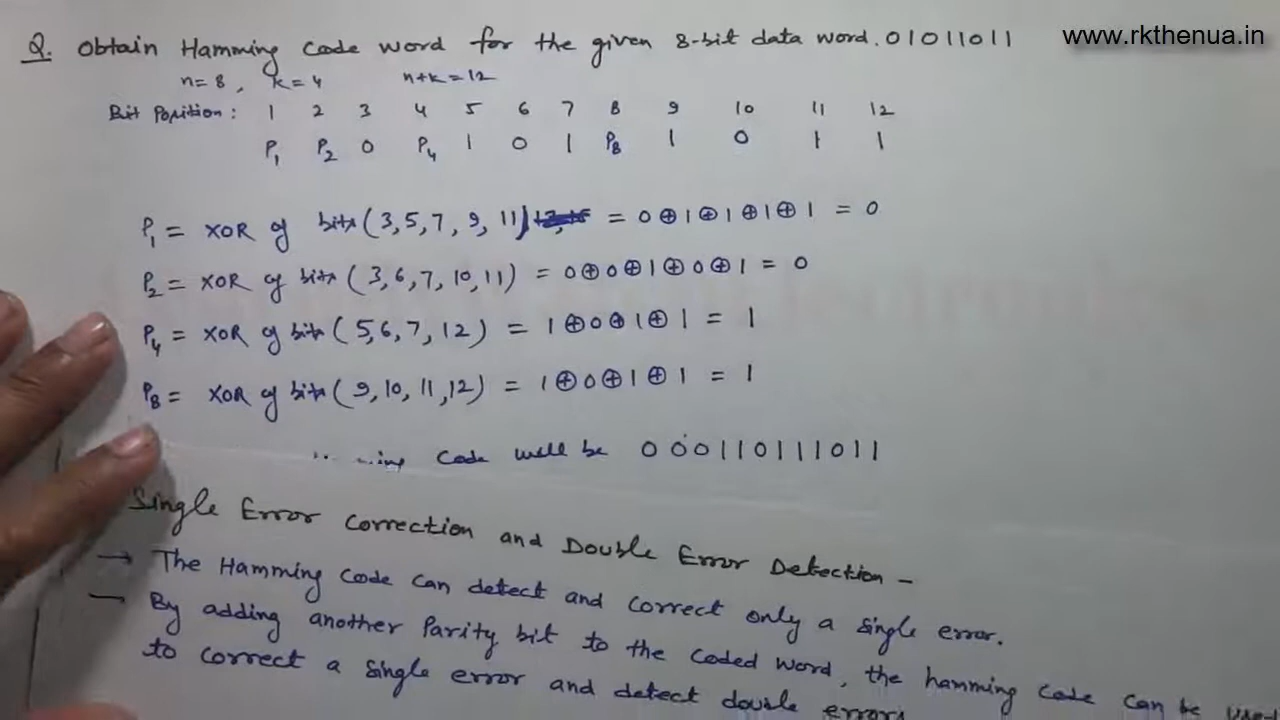 www.rkthenua.in
Q. Obtain Hamming code word for the given 8-bit data word. 01011011
n=8, k=4 n+k=12
Bit Position: 1 2 3 4 5 6 7 8 9 10 11 12
P1 P2 0 P4 1 0 1 P8 1 0 1 1
P1 = XOR of bits (3,5,7,9,11) = 0⊕1⊕1⊕1⊕1 = 0
P2 = XOR of bits (3,6,7,10,11) = 0⊕0⊕1⊕0⊕1 = 0
P4 = XOR of bits (5,6,7,12) = 1⊕0⊕1⊕1 = 1
P8 = XOR of bits (9,10,11,12) = 1⊕0⊕1⊕1 = 1
code will be 000110111011
Single Error Correction and Double Error Detection -
→ The Hamming code can detect and correct only a single error.
- By adding another Parity bit to the coded word, the hamming code can be used
to correct a single error and detect double errors